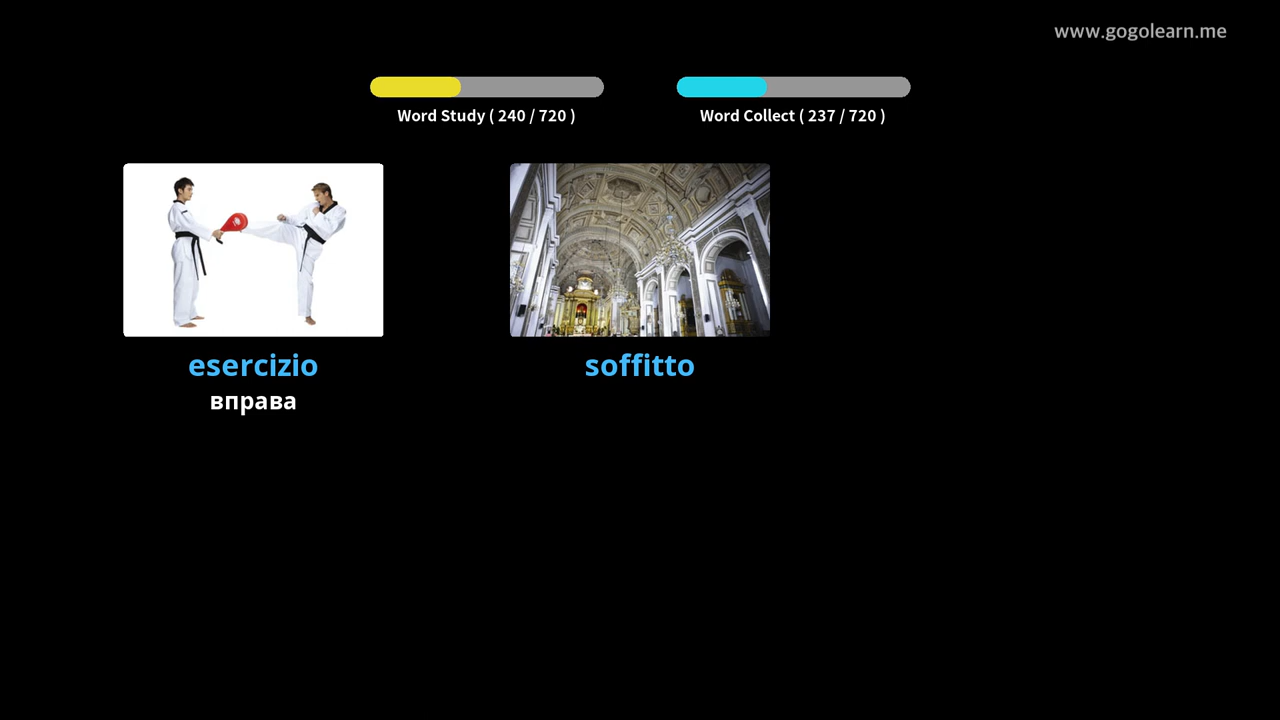 www.gogolearn.me
Word Study ( 240 / 720 )
Word Collect ( 237 / 720 )
esercizio
вправа
soffitto